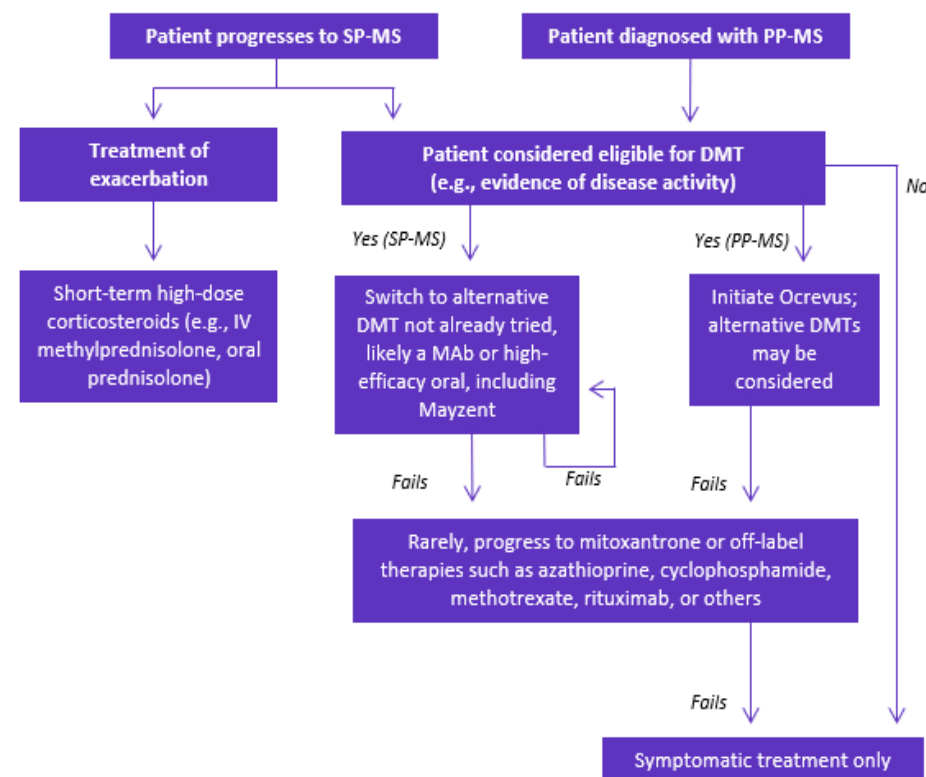 Patient progresses to SP-MS
Patient diagnosed with PP-MS
Treatment of
exacerbation
Patient considered eligible for DMT
(e.g., evidence of disease activity)
No
Yes (SP-MS)
Yes (PP-MS)
Short-term high-dose
corticosteroids (e.g., IV
methylprednisolone, oral
prednisolone)
Switch to alternative
DMT not already tried,
likely a MAb or high-
efficacy oral, including
Mayzent
Initiate Ocrevus;
alternative DMTs
may be
considered
Fails
Fails
Fails
Rarely, progress to mitoxantrone or off-label
therapies such as azathioprine, cyclophosphamide,
methotrexate, rituximab, or others
Fails
Symptomatic treatment only